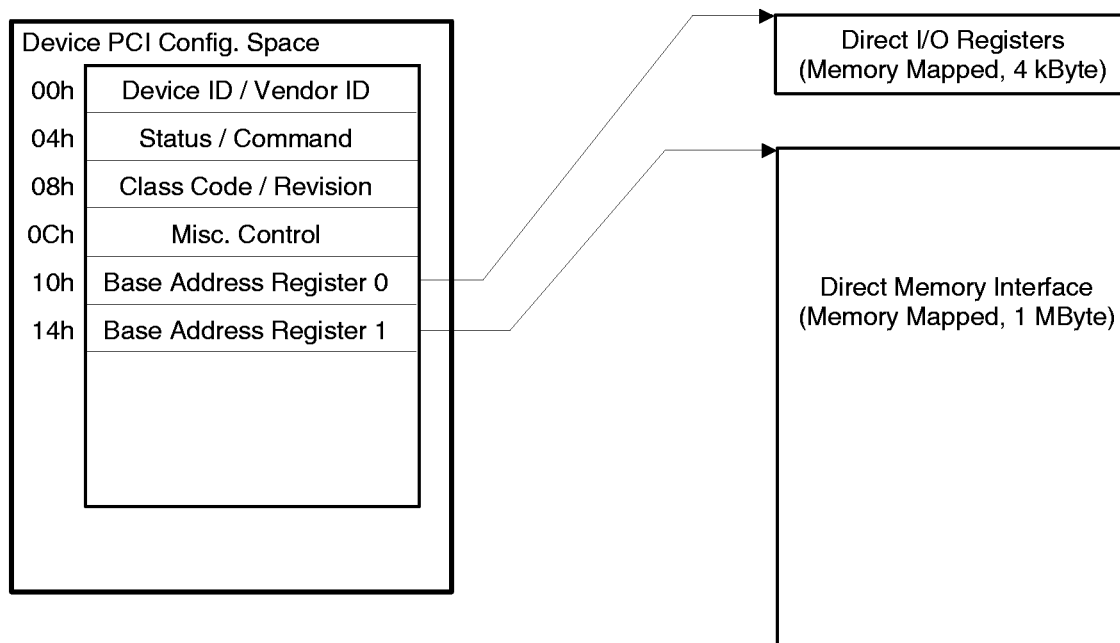 Device PCI Config. Space
00h Device ID / Vendor ID
04h Status / Command
08h Class Code / Revision
0Ch Misc. Control
10h Base Address Register 0
14h Base Address Register 1
Direct I/O Registers
(Memory Mapped, 4 kByte)
Direct Memory Interface
(Memory Mapped, 1 MByte)